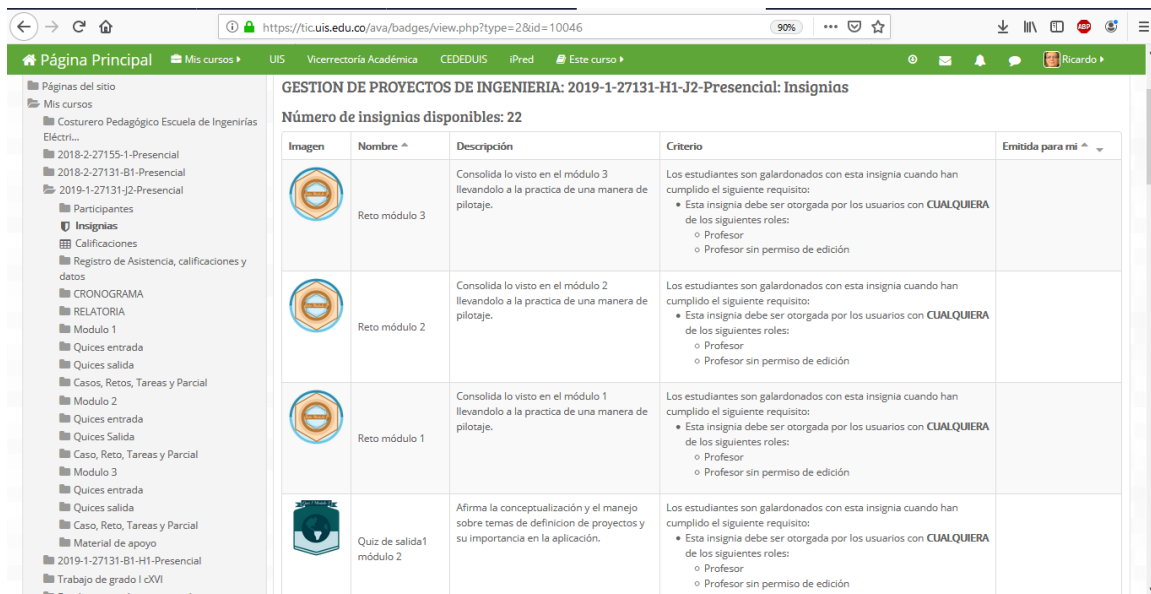 https://tic.uis.edu.co/ava/badges/view.php?type=2&id=10046
90%
ABP
Página Principal
Mis cursos
UIS
Vicerrectoría Académica
CEDEDUIS
iPred
Este curso
Ricardo
Páginas del sitio
Mis cursos
Costurero Pedagógico Escuela de Ingenirías
Eléctri...
2018-2-27155-1-Presencial
2018-2-27131-B1-Presencial
2019-1-27131-J2-Presencial
Participantes
Insignias
Calificaciones
Registro de Asistencia, calificaciones y
datos
CRONOGRAMA
RELATORIA
Modulo 1
Quices entrada
Quices salida
Casos, Retos, Tareas y Parcial
Modulo 2
Quices entrada
Quices Salida
Caso, Reto, Tareas y Parcial
Modulo 3
Quices entrada
Quices salida
Caso, Reto, Tareas y Parcial
Material de apoyo
2019-1-27131-B1-H1-Presencial
Trabajo de grado I cXVI
GESTION DE PROYECTOS DE INGENIERIA: 2019-1-27131-H1-J2-Presencial: Insignias
Número de insignias disponibles: 22
Imagen
Nombre
Descripción
Criterio
Emitida para mi
Reto módulo 3
Consolida lo visto en el módulo 3
llevandolo a la practica de una manera de
pilotaje.
Los estudiantes son galardonados con esta insignia cuando han
cumplido el siguiente requisito:
Esta insignia debe ser otorgada por los usuarios con CUALQUIERA
de los siguientes roles:
Profesor
Profesor sin permiso de edición
Reto módulo 2
Consolida lo visto en el módulo 2
llevandolo a la practica de una manera de
pilotaje.
Los estudiantes son galardonados con esta insignia cuando han
cumplido el siguiente requisito:
Esta insignia debe ser otorgada por los usuarios con CUALQUIERA
de los siguientes roles:
Profesor
Profesor sin permiso de edición
Reto módulo 1
Consolida lo visto en el módulo 1
llevandolo a la practica de una manera de
pilotaje.
Los estudiantes son galardonados con esta insignia cuando han
cumplido el siguiente requisito:
Esta insignia debe ser otorgada por los usuarios con CUALQUIERA
de los siguientes roles:
Profesor
Profesor sin permiso de edición
Quiz de salida1
módulo 2
Afirma la conceptualización y el manejo
sobre temas de definicion de proyectos y
su importancia en la aplicación.
Los estudiantes son galardonados con esta insignia cuando han
cumplido el siguiente requisito:
Esta insignia debe ser otorgada por los usuarios con CUALQUIERA
de los siguientes roles:
Profesor
Profesor sin permiso de edición